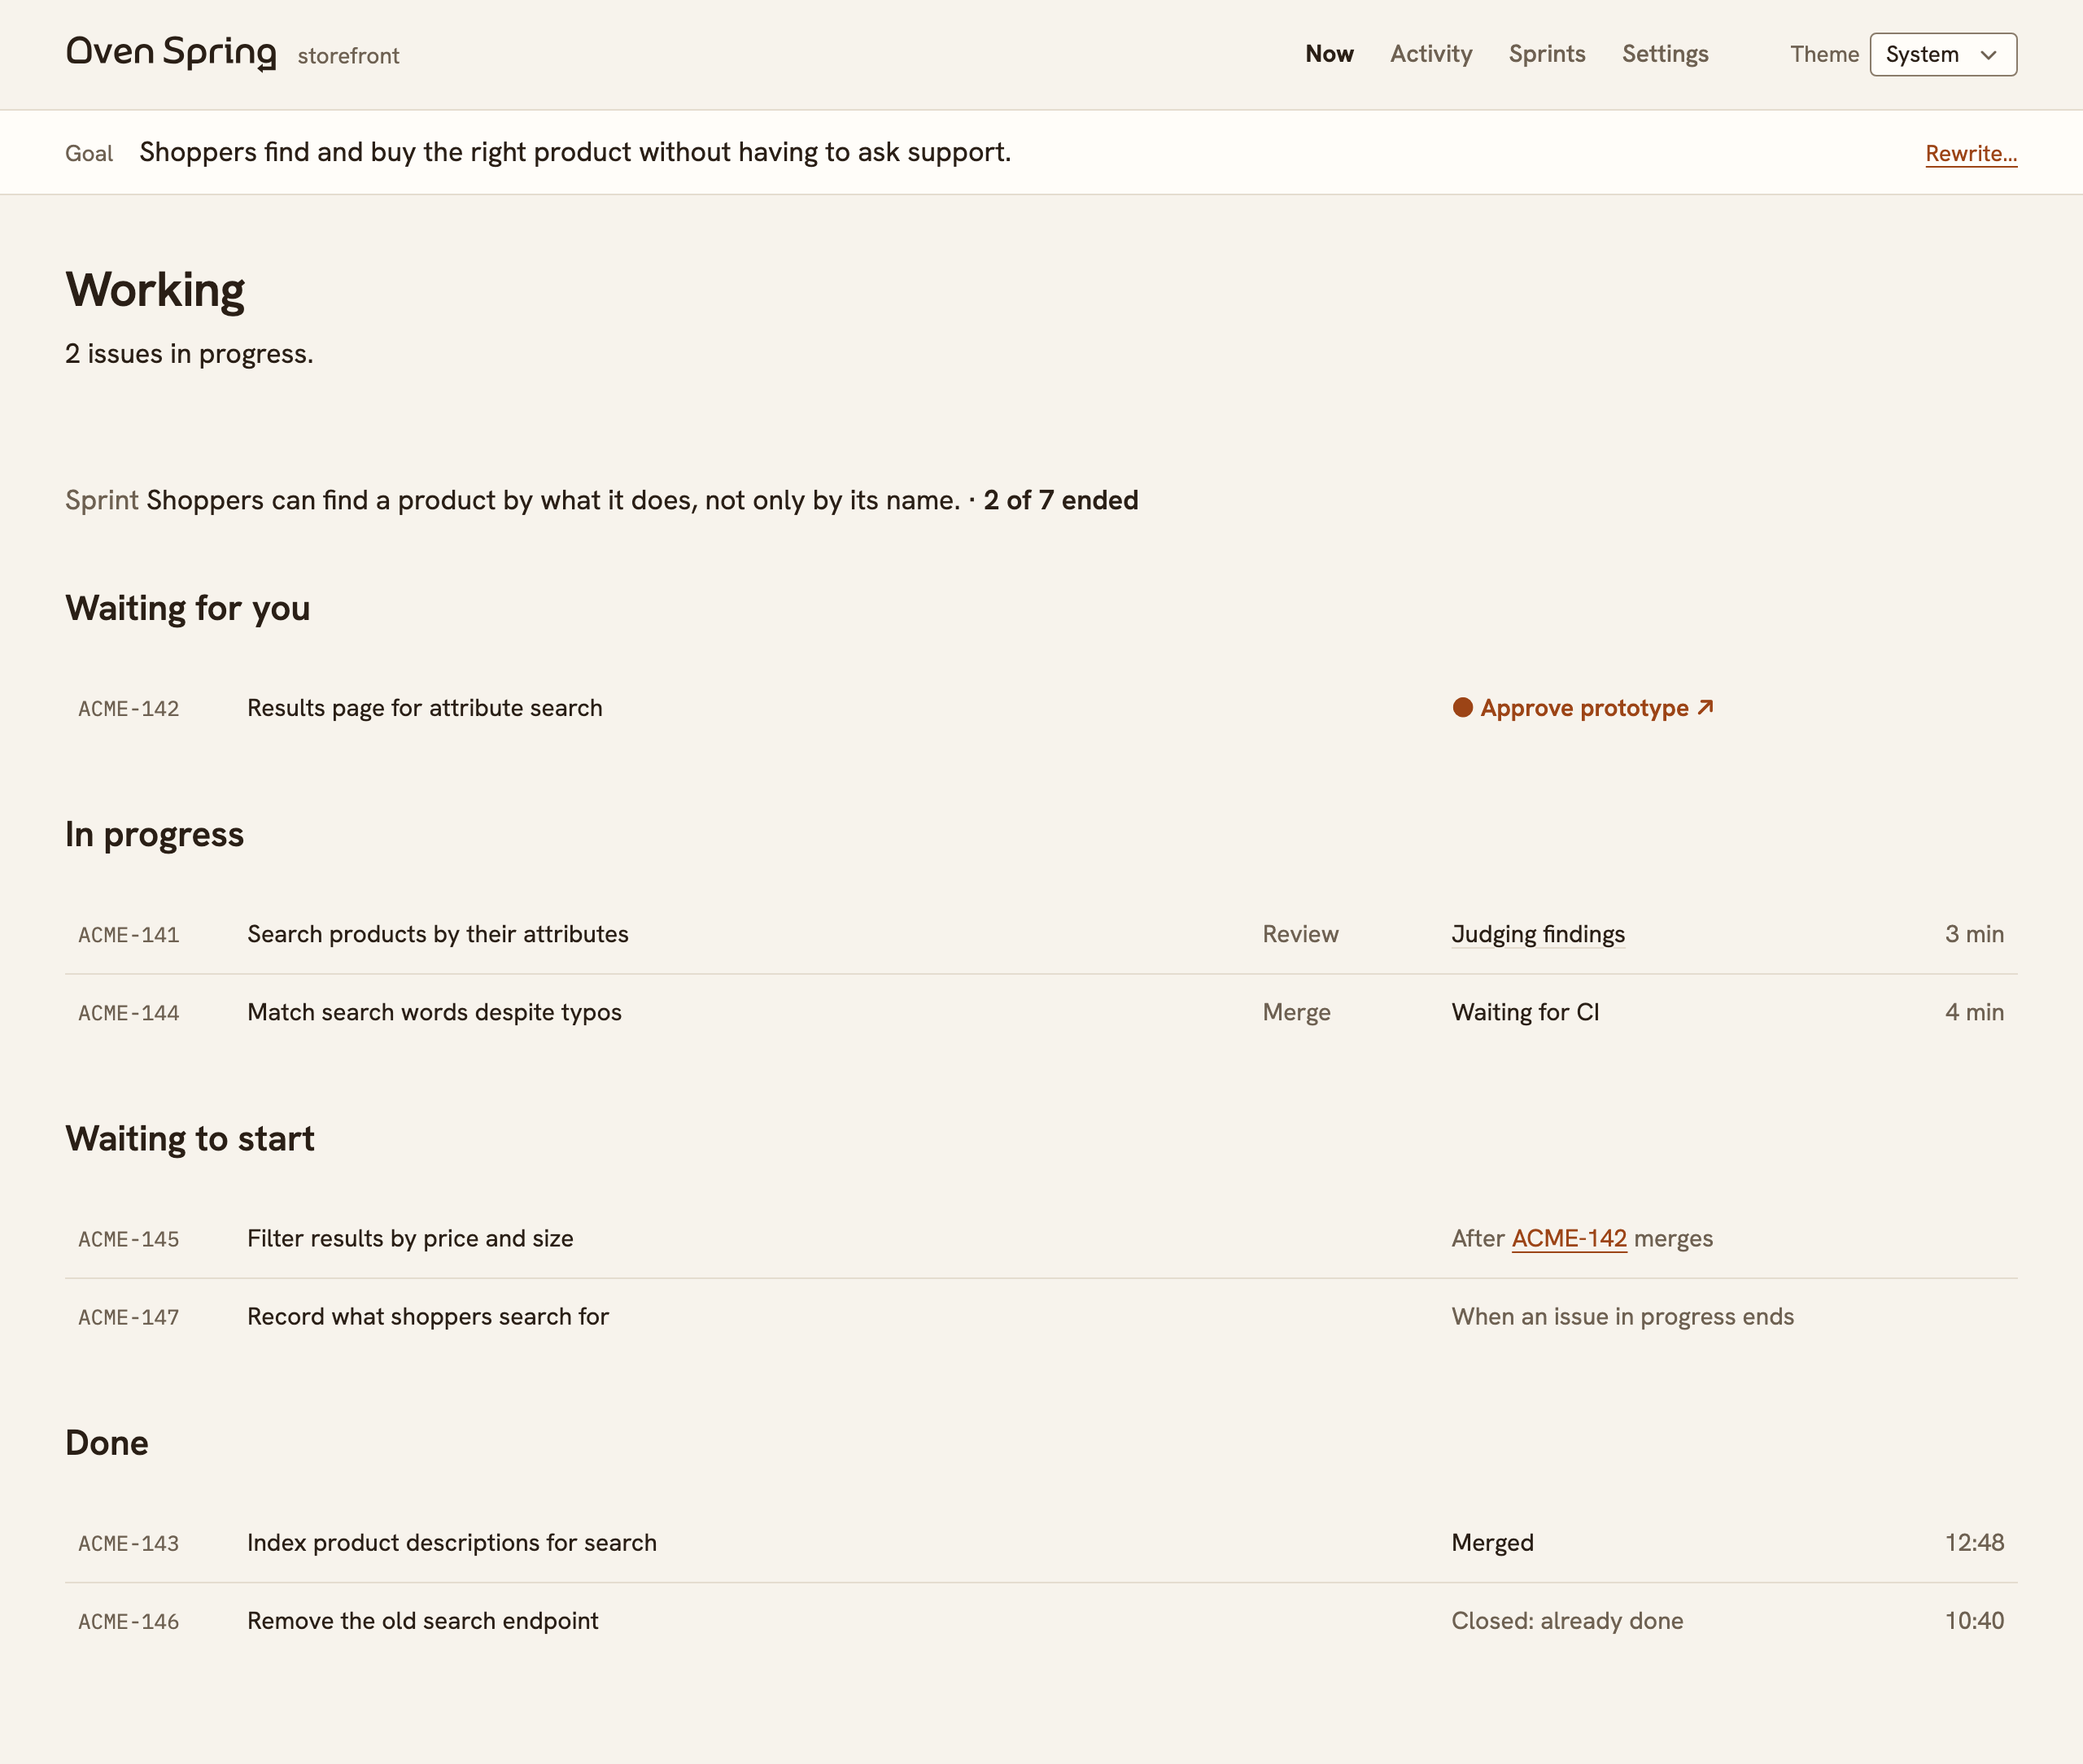 Oven Spring storefront Now Activity Sprints Settings Theme System
Goal Shoppers find and buy the right product without having to ask support. Rewrite...
Working
2 issues in progress.
Sprint Shoppers can find a product by what it does, not only by its name. · 2 of 7 ended
Waiting for you
ACME-142 Results page for attribute search Approve prototype ↗
In progress
ACME-141 Search products by their attributes Review Judging findings 3 min
ACME-144 Match search words despite typos Merge Waiting for CI 4 min
Waiting to start
ACME-145 Filter results by price and size After ACME-142 merges
ACME-147 Record what shoppers search for When an issue in progress ends
Done
ACME-143 Index product descriptions for search Merged 12:48
ACME-146 Remove the old search endpoint Closed: already done 10:40